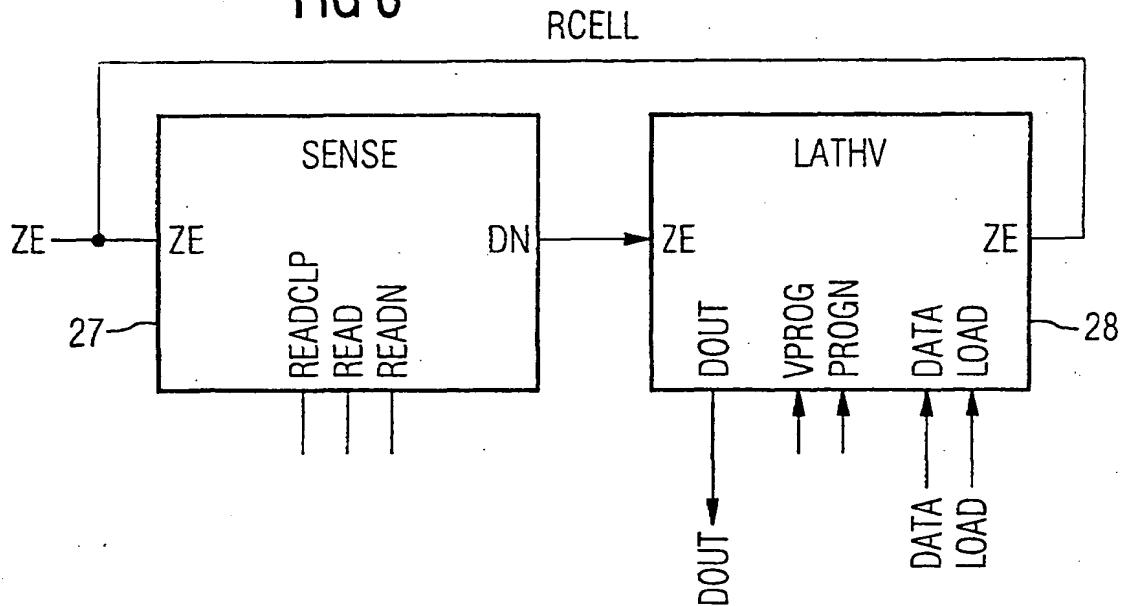 RCELL
SENSE
LATHV
ZE
ZE
DN
ZE
ZE
READCLP
READ
READN
DOUT
VPROG
PROGN
DATA
LOAD
27
28
DOUT
DATA
LOAD